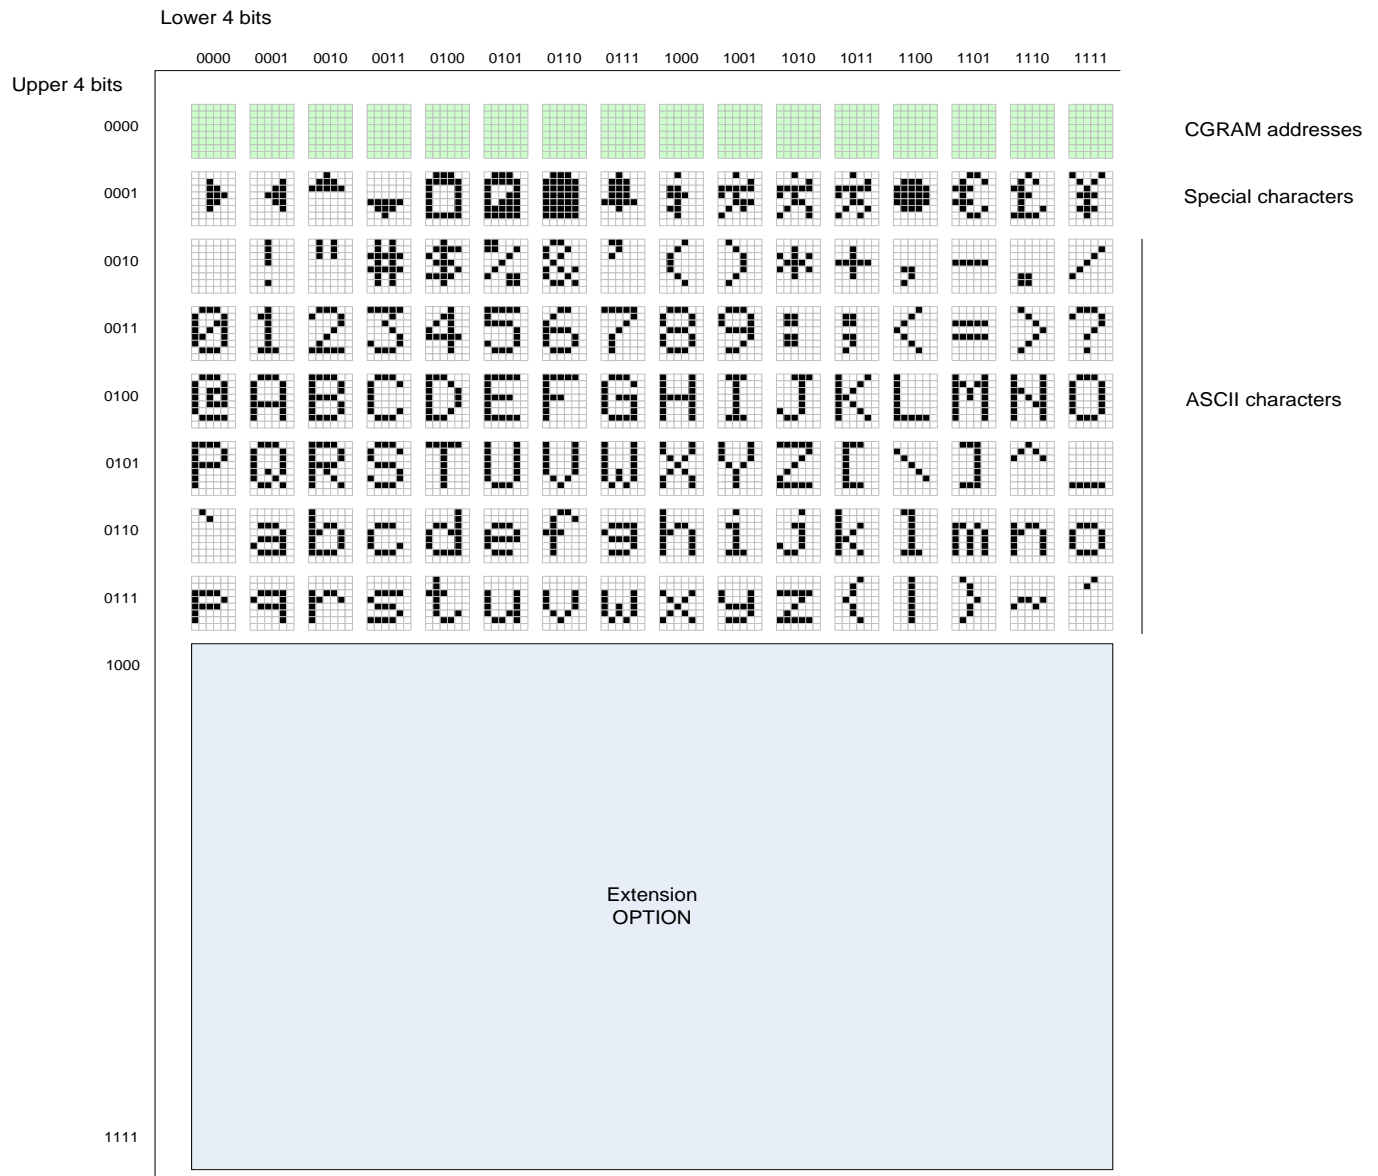 Lower 4 bits
0000 0001 0010 0011 0100 0101 0110 0111 1000 1001 1010 1011 1100 1101 1110 1111
Upper 4 bits
0000 CGRAM addresses
0001 € £ ¥ Special characters
0010 ! " # $ % & ' ( ) * + , - . /
0011 0 1 2 3 4 5 6 7 8 9 : ; < = > ?
0100 @ A B C D E F G H I J K L M N O ASCII characters
0101 P Q R S T U V W X Y Z [ \ ] ^ _
0110 ` a b c d e f g h i j k l m n o
0111 p q r s t u v w x y z { | } ~ ´
1000
Extension
OPTION
1111